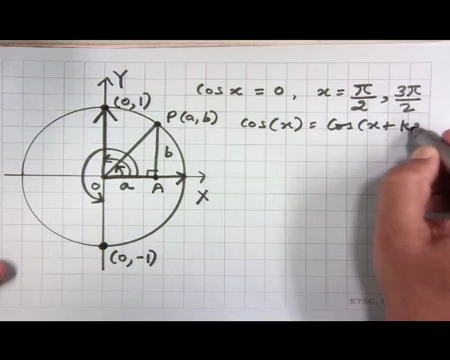 cos x = 0, x = π/2, 3π/2
Y
(0, 1)
P(a, b)
cos(x) = cos(x + k
b
O
a
A
X
(0, -1)